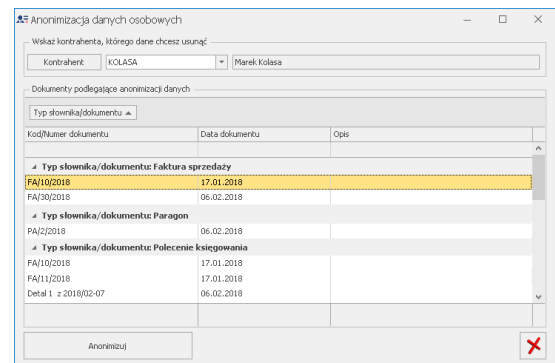 Anonimizacja danych osobowych
Wskaż kontrahenta, którego dane chcesz usunąć
Kontrahent KOLASA Marek Kolasa
Dokumenty podlegające anonimizacji danych
Typ słownika/dokumentu
Kod/Numer dokumentu Data dokumentu Opis
Typ słownika/dokumentu: Faktura sprzedaży
FA/10/2018 17.01.2018
FA/30/2018 06.02.2018
Typ słownika/dokumentu: Paragon
PA/2/2018 06.02.2018
Typ słownika/dokumentu: Polecenie księgowania
FA/10/2018 17.01.2018
FA/11/2018 17.01.2018
Detal 1 z 2018/02-07 06.02.2018
Anonimizuj